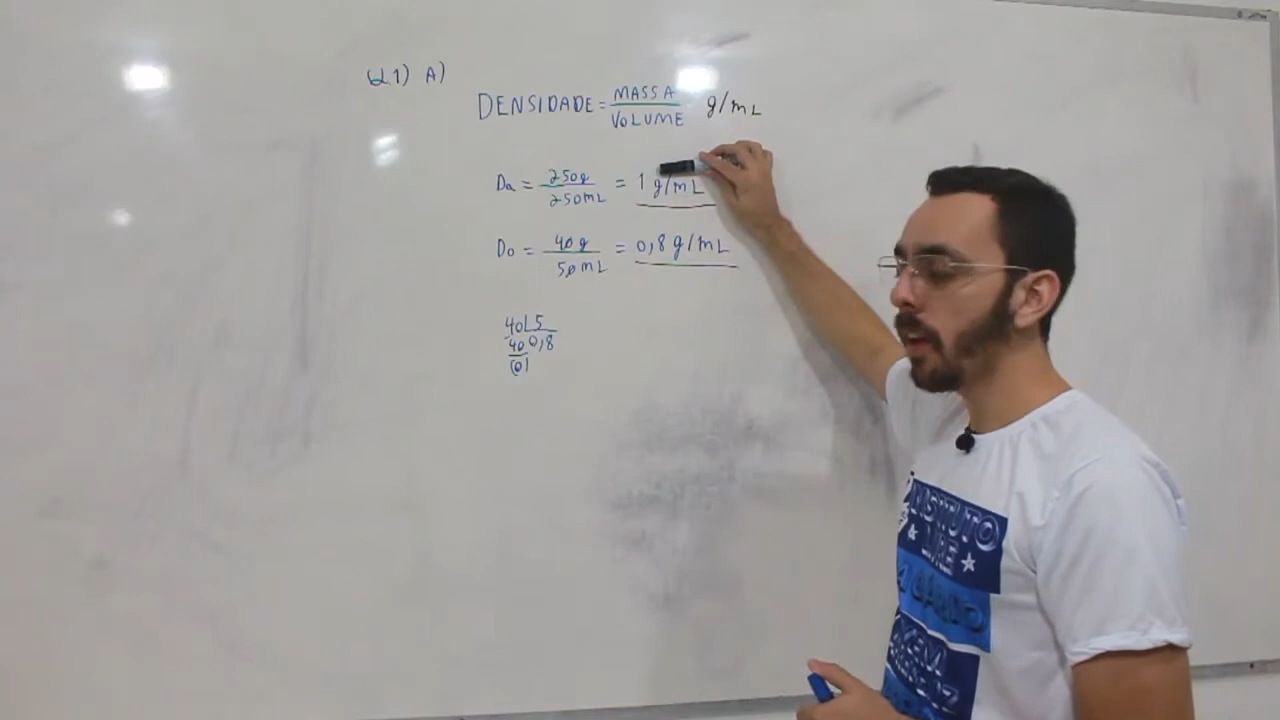 Q1) A)
DENSIDADE = MASSA / VOLUME g/mL
Da = 250g / 250mL = 1 g/mL
Do = 40g / 50mL = 0,8 g/mL
40 5
40 0,8
(0)
INSTITUTO